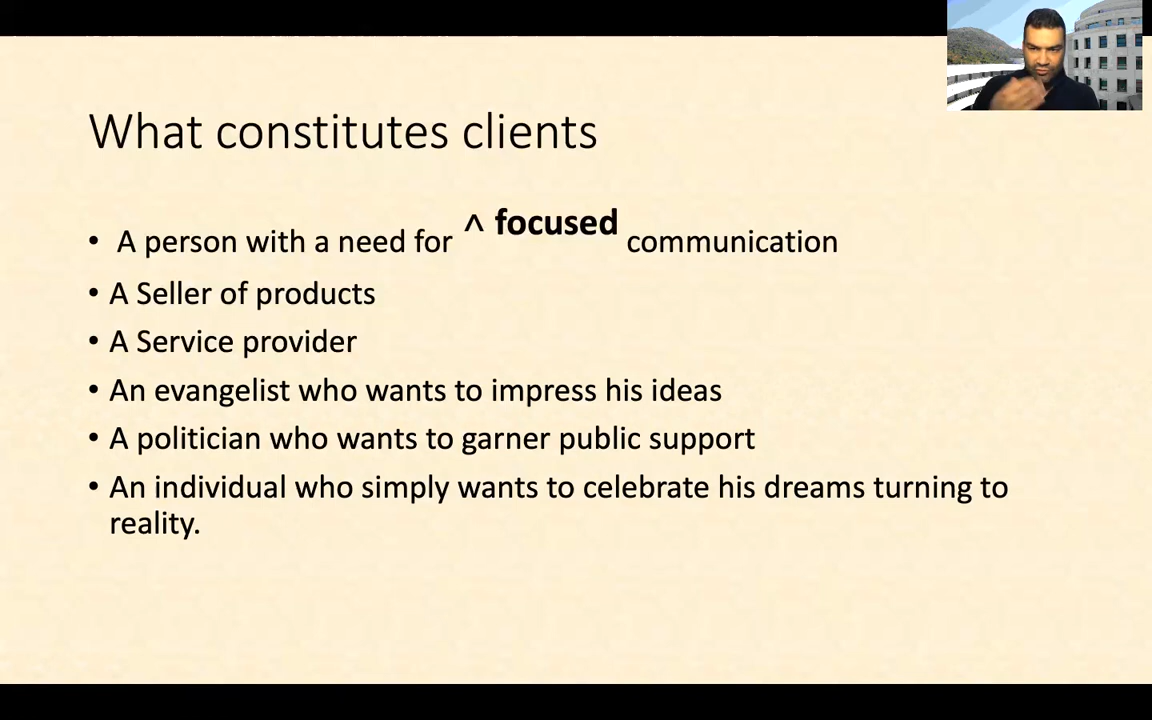 What constitutes clients
• A person with a need for ^ focused communication
• A Seller of products
• A Service provider
• An evangelist who wants to impress his ideas
• A politician who wants to garner public support
• An individual who simply wants to celebrate his dreams turning to
reality.